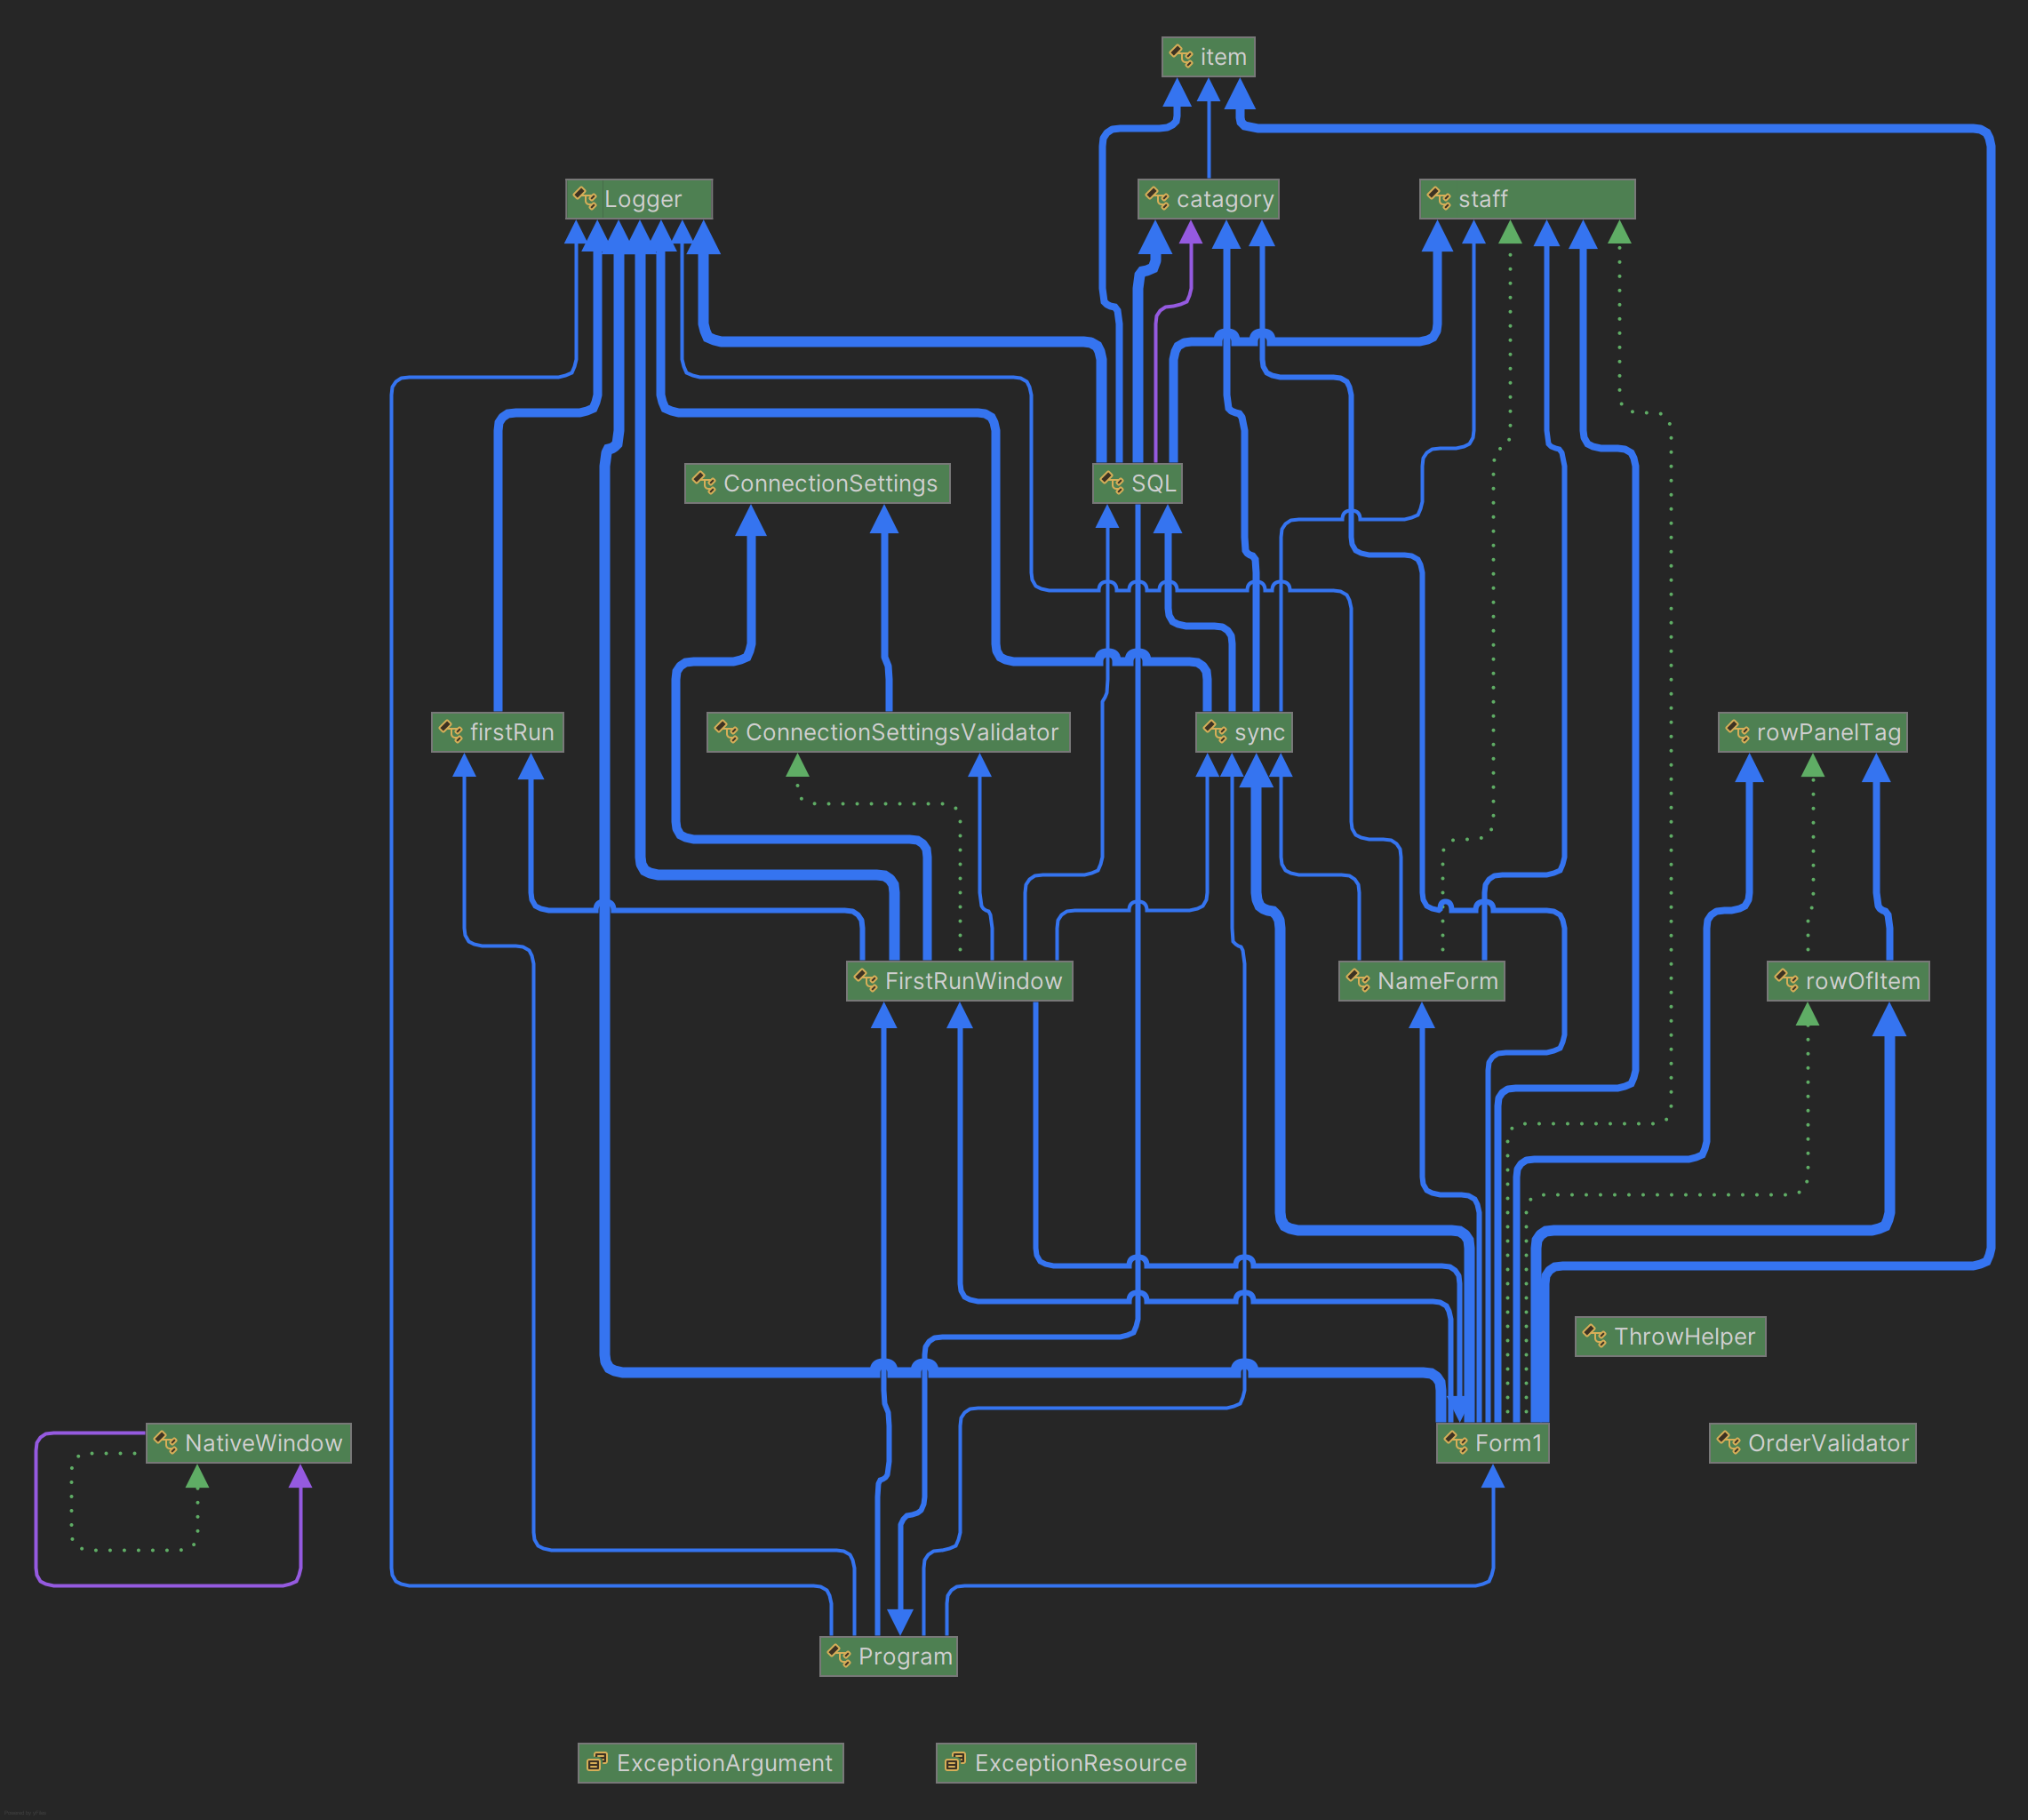 item
Logger
catagory
staff
ConnectionSettings
SQL
firstRun
ConnectionSettingsValidator
sync
rowPanelTag
FirstRunWindow
NameForm
rowOfItem
ThrowHelper
NativeWindow
Form1
OrderValidator
Program
ExceptionArgument
ExceptionResource